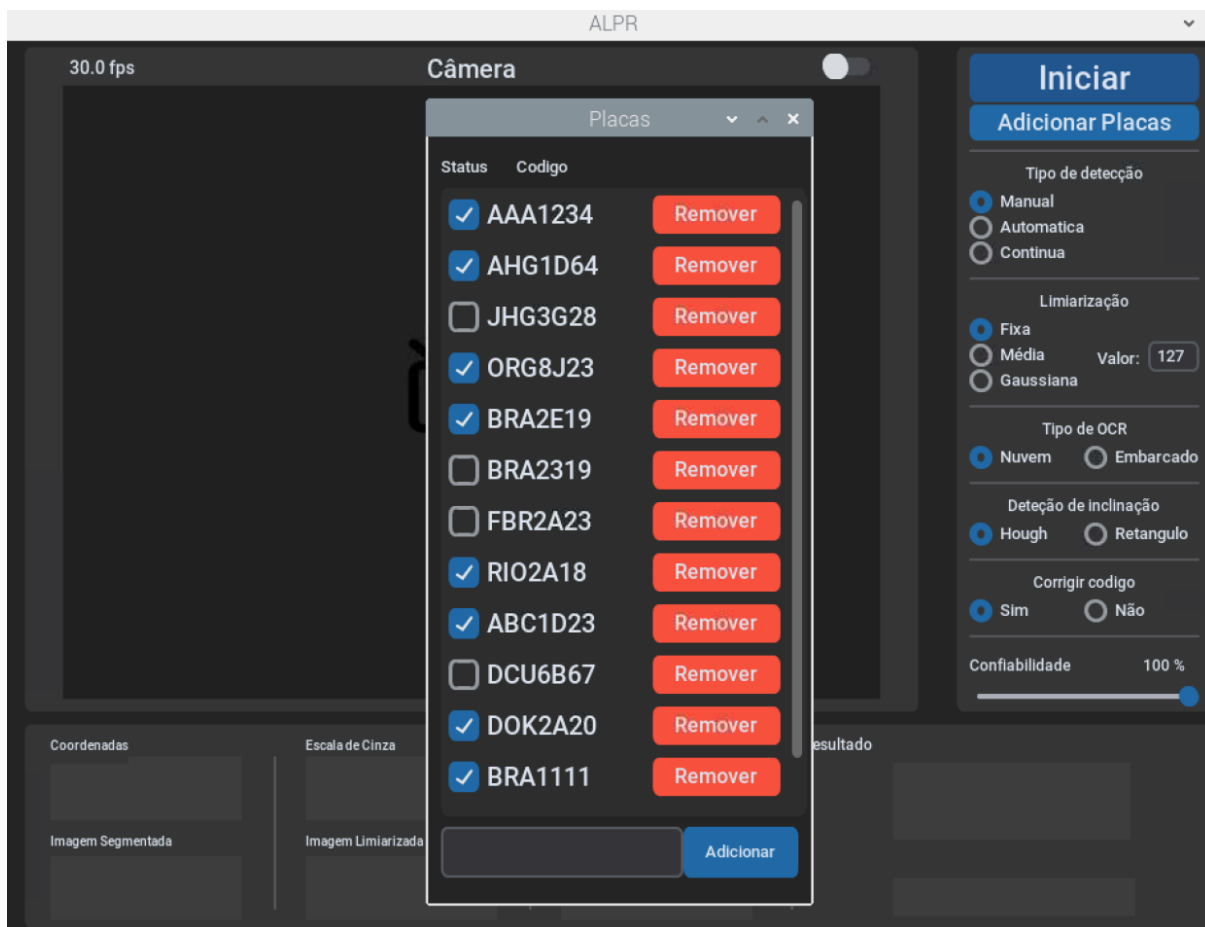 ALPR
30.0 fps
Câmera
Placas
Status Codigo
AAA1234 Remover
AHG1D64 Remover
JHG3G28 Remover
ORG8J23 Remover
BRA2E19 Remover
BRA2319 Remover
FBR2A23 Remover
RIO2A18 Remover
ABC1D23 Remover
DCU6B67 Remover
DOK2A20 Remover
BRA1111 Remover
Adicionar
Iniciar
Adicionar Placas
Tipo de detecção
Manual
Automatica
Continua
Limiarização
Fixa
Média Valor: 127
Gaussiana
Tipo de OCR
Nuvem Embarcado
Deteção de inclinação
Hough Retangulo
Corrigir codigo
Sim Não
Confiabilidade 100 %
Coordenadas Escala de Cinza esultado
Imagem Segmentada Imagem Limiarizada